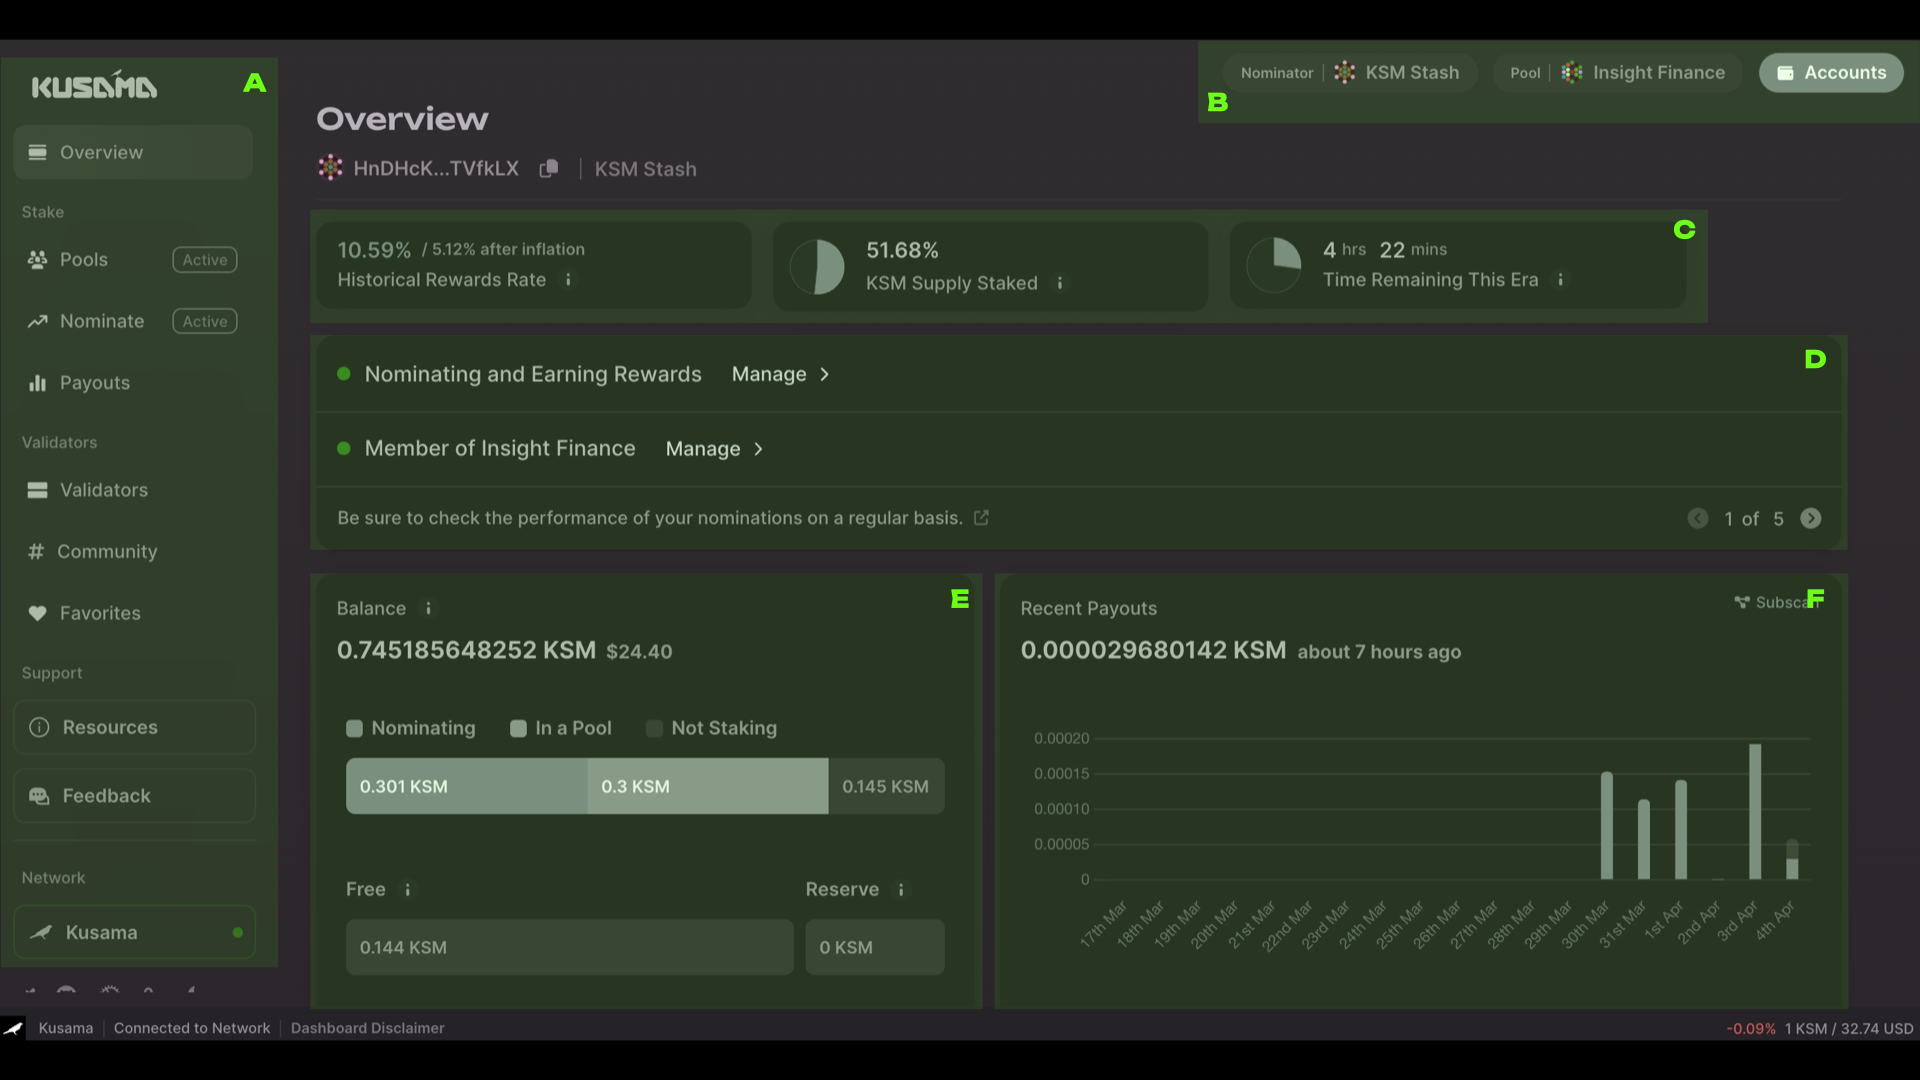 KUSAMA
A
Overview
Stake
Pools Active
Nominate Active
Payouts
Validators
Validators
Community
Favorites
Support
Resources
Feedback
Network
Kusama
B
Nominator KSM Stash Pool Insight Finance Accounts
Overview
HnDHcK...TVfkLX KSM Stash
C
10.59% / 5.12% after inflation
Historical Rewards Rate
51.68%
KSM Supply Staked
4 hrs 22 mins
Time Remaining This Era
D
Nominating and Earning Rewards Manage
Member of Insight Finance Manage
Be sure to check the performance of your nominations on a regular basis. 1 of 5
E
Balance
0.745185648252 KSM $24.40
Nominating In a Pool Not Staking
0.301 KSM 0.3 KSM 0.145 KSM
Free Reserve
0.144 KSM 0 KSM
F
Recent Payouts
0.000029680142 KSM about 7 hours ago
0.00020
0.00015
0.00010
0.00005
0
17th Mar 18th Mar 19th Mar 20th Mar 21st Mar 22nd Mar 23rd Mar 24th Mar 25th Mar 26th Mar 27th Mar 28th Mar 29th Mar 30th Mar 31st Mar 1st Apr 2nd Apr 3rd Apr 4th Apr
Kusama Connected to Network Dashboard Disclaimer -0.09% 1 KSM / 32.74 USD